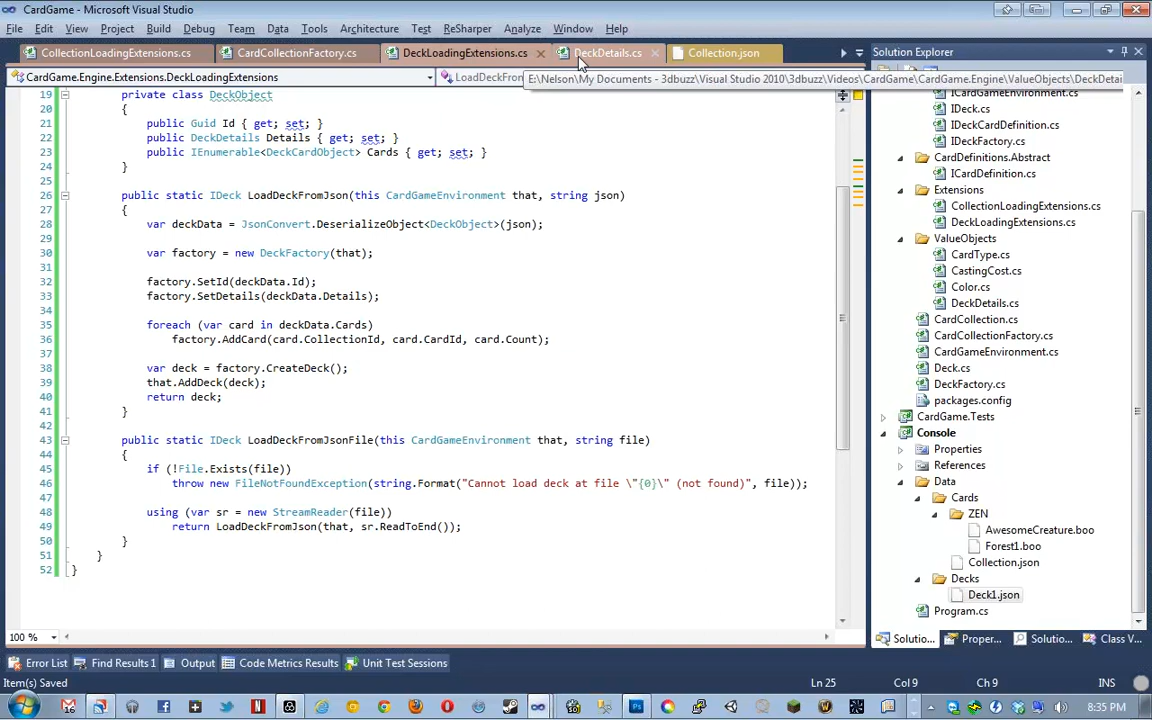 CardGame - Microsoft Visual Studio
File Edit View Project Build Debug Team Data Tools Architecture Test ReSharper Analyze Window Help
CollectionLoadingExtensions.cs CardCollectionFactory.cs DeckLoadingExtensions.cs DeckDetails.cs Collection.json Solution Explorer
CardGame.Engine.Extensions.DeckLoadingExtensions LoadDeckFron E:\Nelson\My Documents - 3dbuzz\Visual Studio 2010\3dbuzz\Videos\CardGame\CardGame.Engine\ValueObjects\DeckDetai
19 private class DeckObject
20 {
21 public Guid Id { get; set; }
22 public DeckDetails Details { get; set; }
23 public IEnumerable<DeckCardObject> Cards { get; set; }
24 }
25
26 public static IDeck LoadDeckFromJson(this CardGameEnvironment that, string json)
27 {
28 var deckData = JsonConvert.DeserializeObject<DeckObject>(json);
29
30 var factory = new DeckFactory(that);
31
32 factory.SetId(deckData.Id);
33 factory.SetDetails(deckData.Details);
34
35 foreach (var card in deckData.Cards)
36 factory.AddCard(card.CollectionId, card.CardId, card.Count);
37
38 var deck = factory.CreateDeck();
39 that.AddDeck(deck);
40 return deck;
41 }
42
43 public static IDeck LoadDeckFromJsonFile(this CardGameEnvironment that, string file)
44 {
45 if (!File.Exists(file))
46 throw new FileNotFoundException(string.Format("Cannot load deck at file \"{0}\" (not found)", file));
47
48 using (var sr = new StreamReader(file))
49 return LoadDeckFromJson(that, sr.ReadToEnd());
50 }
51 }
52 }
100 %
ICardGameEnvironment.cs
IDeck.cs
IDeckCardDefinition.cs
IDeckFactory.cs
CardDefinitions.Abstract
ICardDefinition.cs
Extensions
CollectionLoadingExtensions.cs
DeckLoadingExtensions.cs
ValueObjects
CardType.cs
CastingCost.cs
Color.cs
DeckDetails.cs
CardCollection.cs
CardCollectionFactory.cs
CardGameEnvironment.cs
Deck.cs
DeckFactory.cs
packages.config
CardGame.Tests
Console
Properties
References
Data
Cards
ZEN
AwesomeCreature.boo
Forest1.boo
Collection.json
Decks
Deck1.json
Program.cs
Solutio... Proper... Solutio... Class V...
Error List Find Results 1 Output Code Metrics Results Unit Test Sessions
Item(s) Saved Ln 25 Col 9 Ch 9 INS
8:35 PM